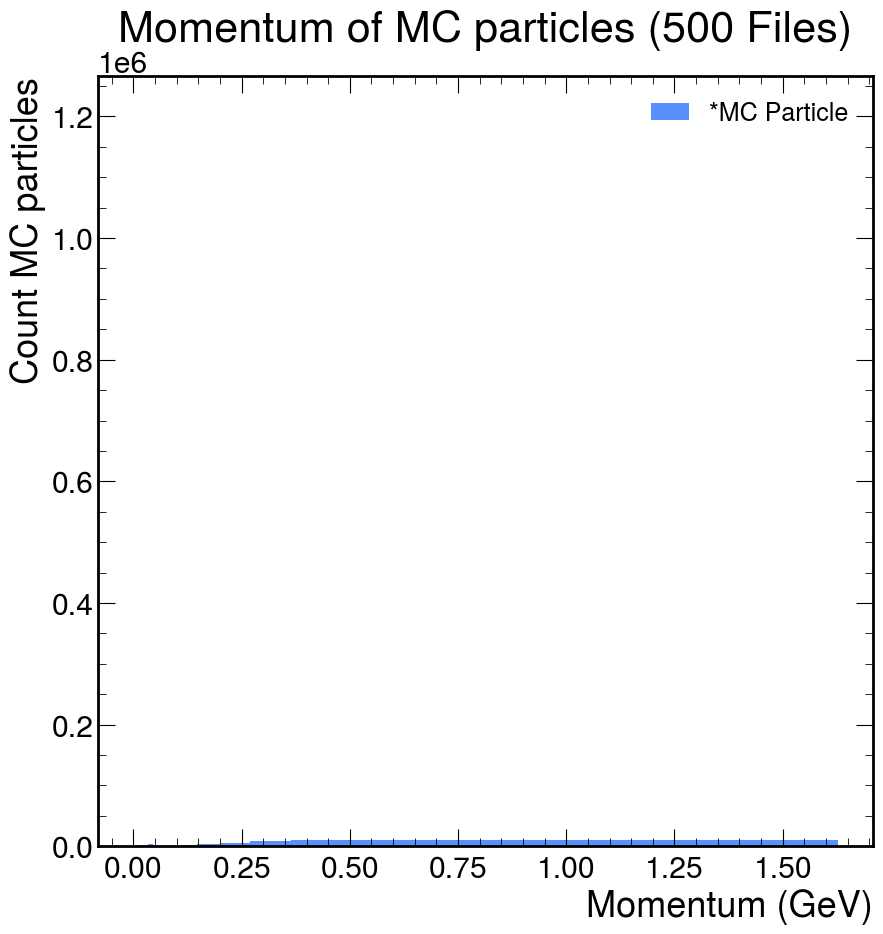 Momentum of MC particles (500 Files)
1e6
Count MC particles
*MC Particle
1.2
1.0
0.8
0.6
0.4
0.2
0.0
0.00 0.25 0.50 0.75 1.00 1.25 1.50
Momentum (GeV)